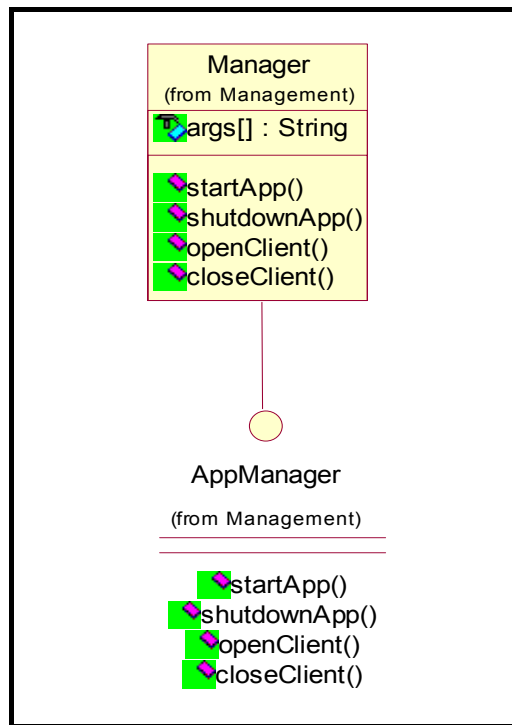 Manager
(from Management)
args[] : String
startApp()
shutdownApp()
openClient()
closeClient()
AppManager
(from Management)
startApp()
shutdownApp()
openClient()
closeClient()